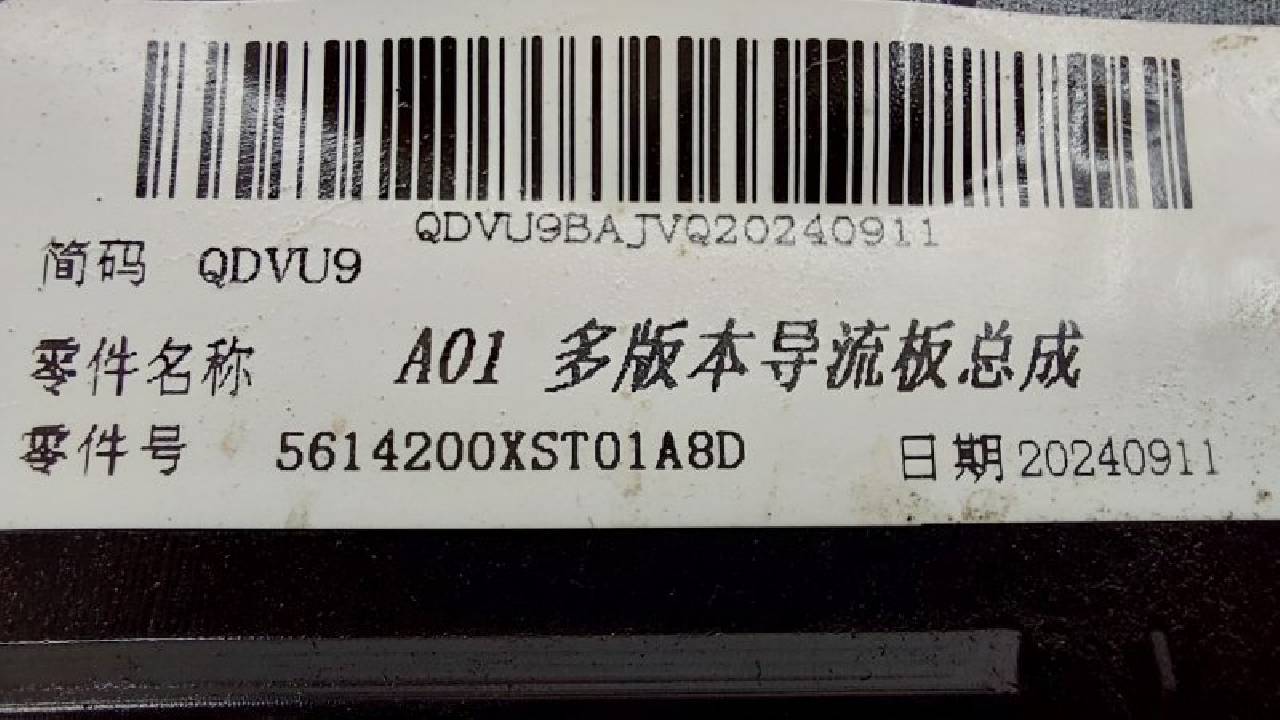 QDVU9BAJVQ20240911
简码 QDVU9
零件名称 A01 多版本导流板总成
零件号 5614200XST01A8D 日期 20240911